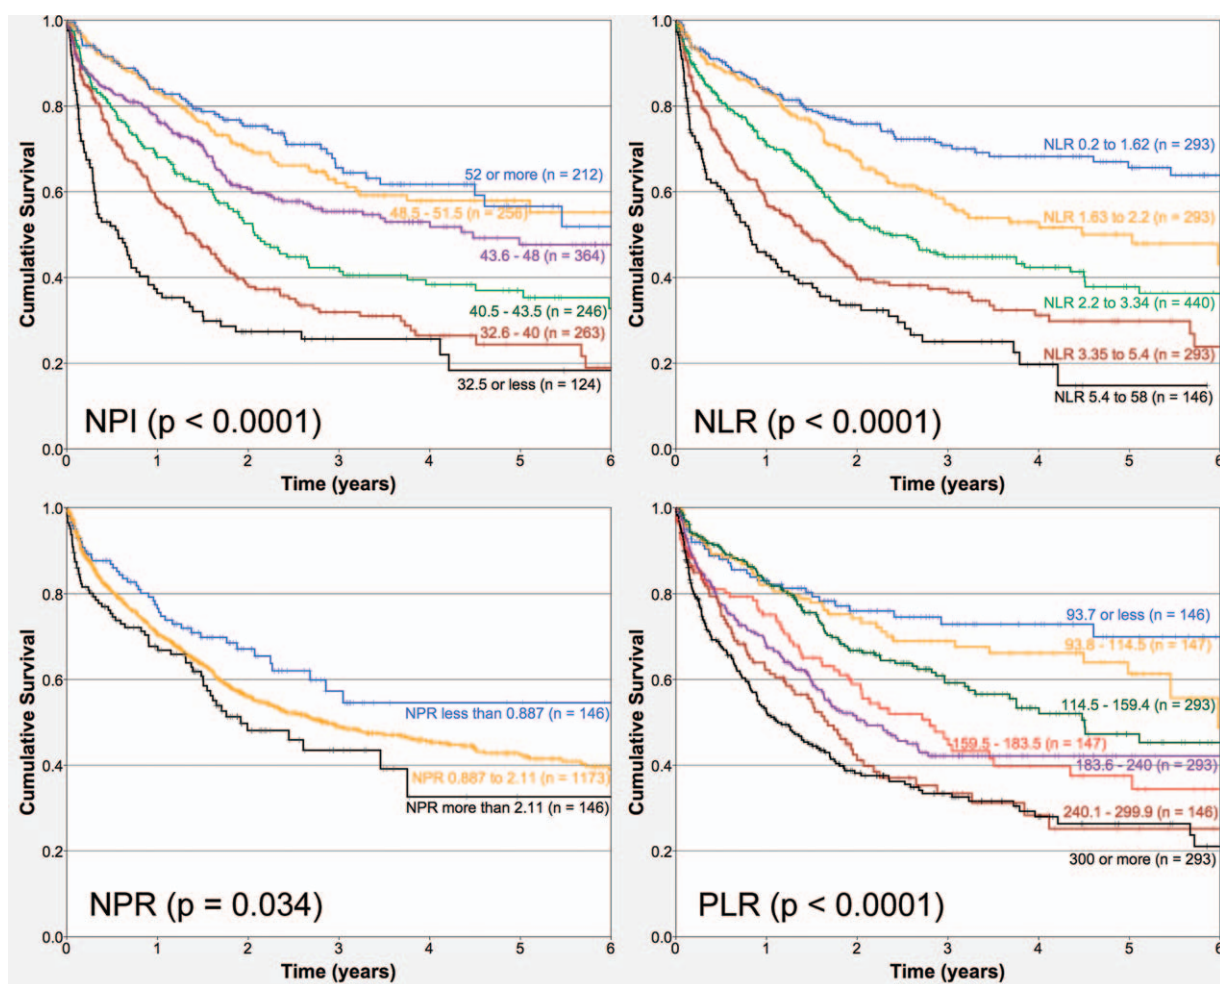 Cumulative Survival
1.0
0.8
0.6
0.4
0.2
0.0
52 or more (n = 212)
48.5 - 51.5 (n = 256)
43.6 - 48 (n = 364)
40.5 - 43.5 (n = 246)
32.6 - 40 (n = 263)
32.5 or less (n = 124)
NPI (p < 0.0001)
0 1 2 3 4 5 6
Time (years)
Cumulative Survival
1.0
0.8
0.6
0.4
0.2
0.0
NLR 0.2 to 1.62 (n = 293)
NLR 1.63 to 2.2 (n = 293)
NLR 2.2 to 3.34 (n = 440)
NLR 3.35 to 5.4 (n = 293)
NLR 5.4 to 58 (n = 146)
NLR (p < 0.0001)
0 1 2 3 4 5 6
Time (years)
Cumulative Survival
1.0
0.8
0.6
0.4
0.2
0.0
NPR less than 0.887 (n = 146)
NPR 0.887 to 2.11 (n = 1173)
NPR more than 2.11 (n = 146)
NPR (p = 0.034)
0 1 2 3 4 5 6
Time (years)
Cumulative Survival
1.0
0.8
0.6
0.4
0.2
0.0
93.7 or less (n = 146)
93.8 - 114.5 (n = 147)
114.5 - 159.4 (n = 293)
159.5 - 183.5 (n = 147)
183.6 - 240 (n = 293)
240.1 - 299.9 (n = 146)
300 or more (n = 293)
PLR (p < 0.0001)
0 1 2 3 4 5 6
Time (years)